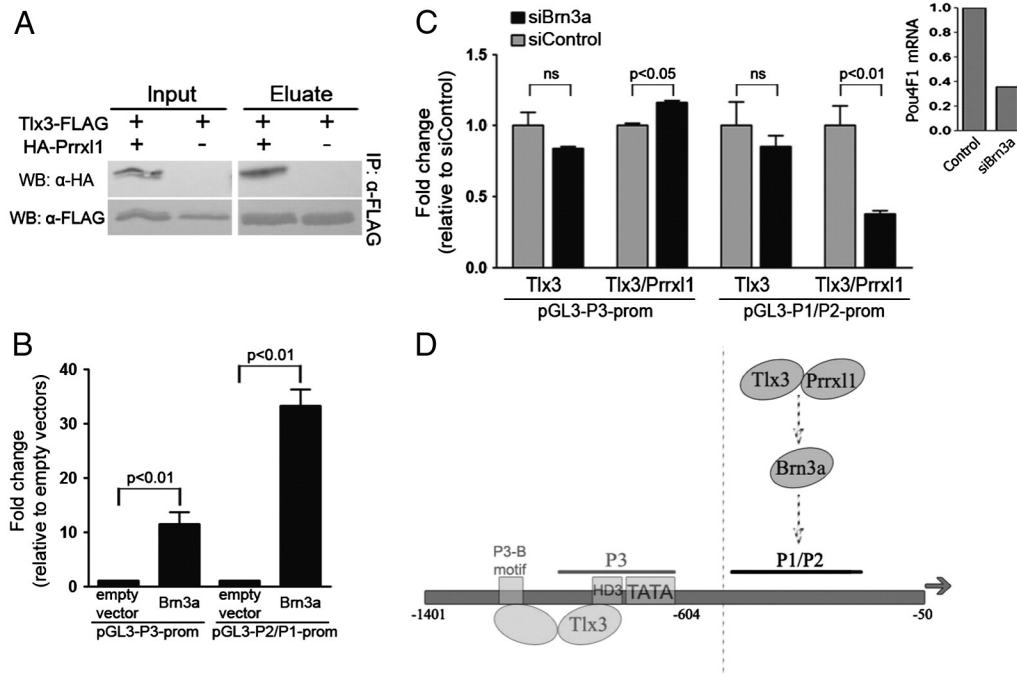 A
Input Eluate
Tlx3-FLAG + + + +
HA-Prrxl1 + - + -
WB: α-HA
WB: α-FLAG
IP: α-FLAG
B
Fold change
(relative to empty vectors)
40
30
20
10
0
p<0.01
p<0.01
empty vector
Brn3a
empty vector
Brn3a
pGL3-P3-prom
pGL3-P2/P1-prom
C
siBrn3a
siControl
Fold change
(relative to siControl)
1.5
1.0
0.5
0.0
ns
p<0.05
ns
p<0.01
Tlx3
Tlx3/Prrxl1
Tlx3
Tlx3/Prrxl1
pGL3-P3-prom
pGL3-P1/P2-prom
Pou4F1 mRNA
1.0
0.8
0.6
0.4
0.2
0.0
Control
siBrn3a
D
Tlx3
Prrxl1
Brn3a
P1/P2
P3-B
motif
P3
HD3
TATA
Tlx3
-1401
-604
-50